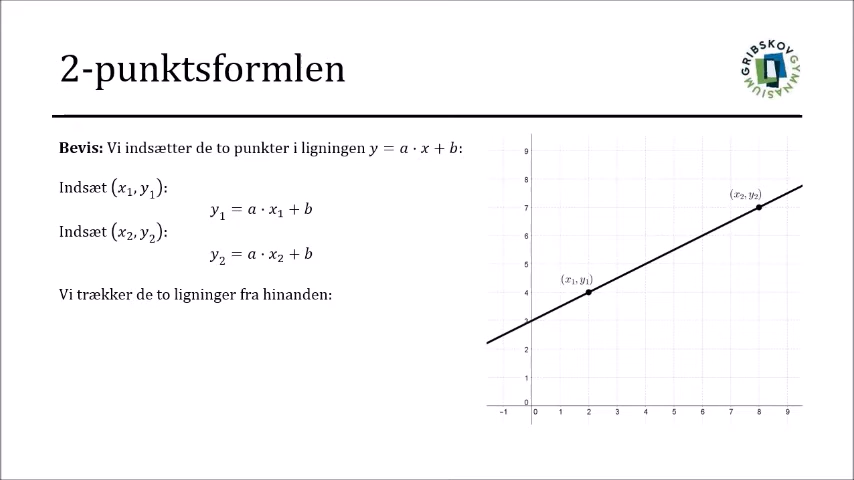 2-punktsformlen
GRIBSKOV GYMNASIUM
Bevis: Vi indsætter de to punkter i ligningen y = a · x + b:
Indsæt (x₁, y₁):
y₁ = a · x₁ + b
Indsæt (x₂, y₂):
y₂ = a · x₂ + b
Vi trækker de to ligninger fra hinanden:
9
8
(x₂, y₂)
7
6
5
(x₁, y₁)
4
3
2
1
0
−1 0 1 2 3 4 5 6 7 8 9